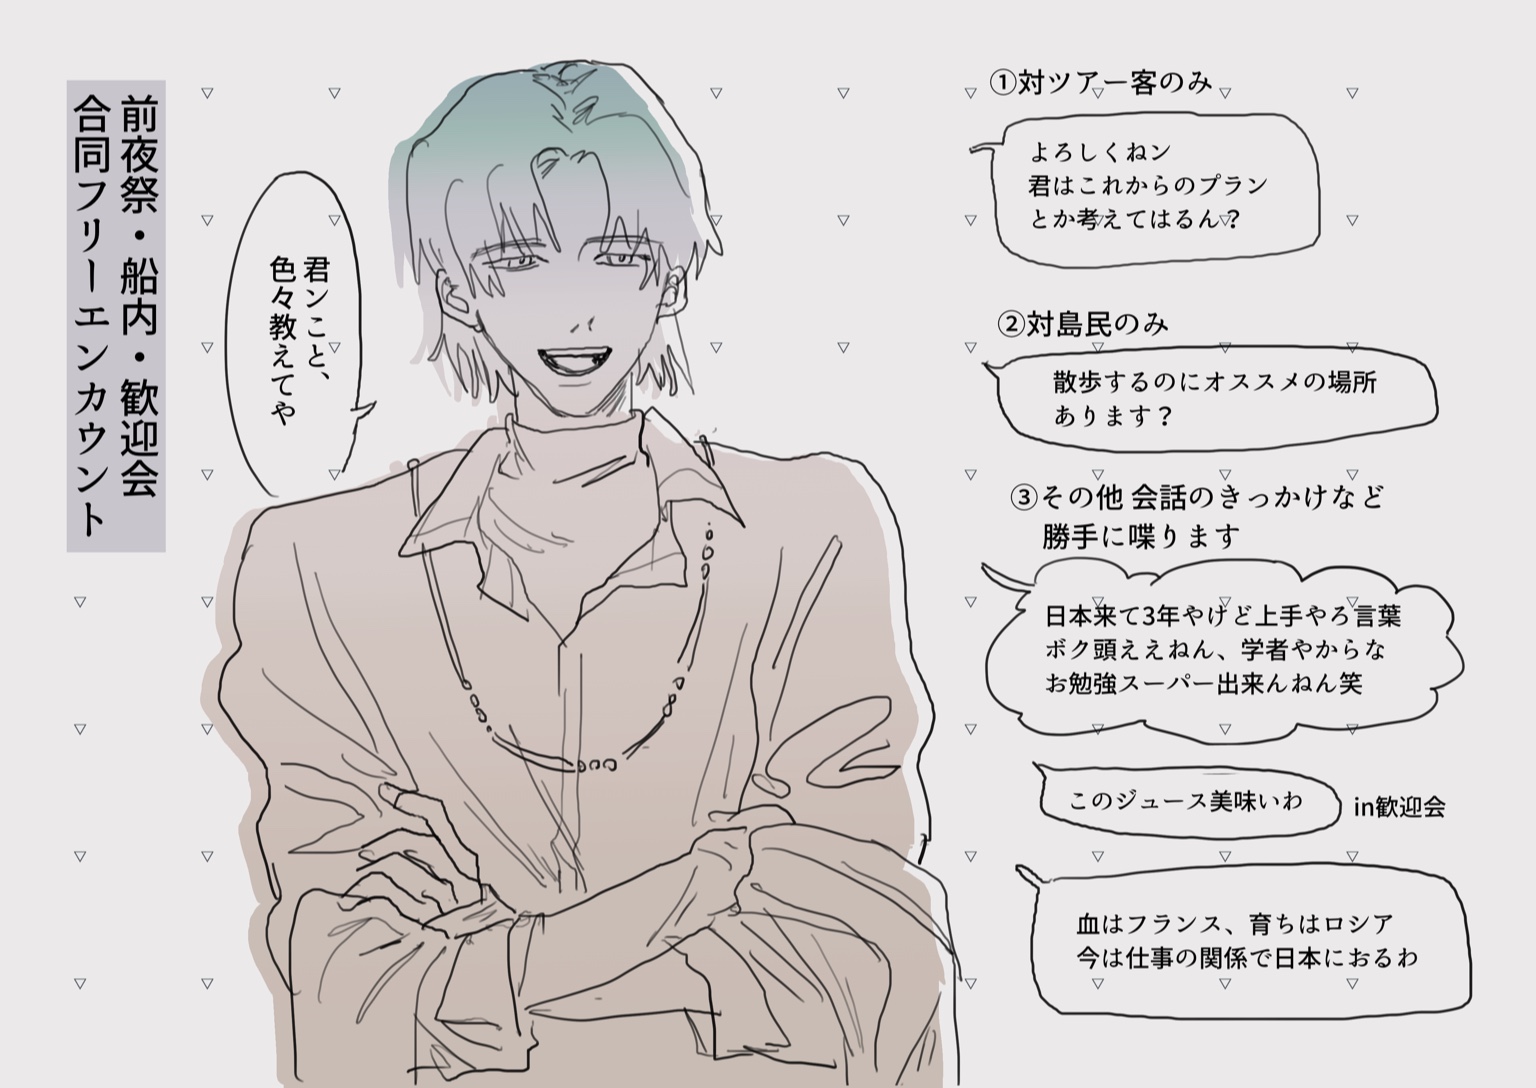 前夜祭・船内・歓迎会
合同フリーエンカウント
君ンこと、
色々教えてや
①対ツアー客のみ
よろしくねン
君はこれからのプラン
とか考えてはるん？
②対島民のみ
散歩するのにオススメの場所
あります？
③その他 会話のきっかけなど
勝手に喋ります
日本来て3年やけど上手やろ言葉
ボク頭ええねん、学者やからな
お勉強スーパー出来んねん笑
このジュース美味いわ
in歓迎会
血はフランス、育ちはロシア
今は仕事の関係で日本におるわ